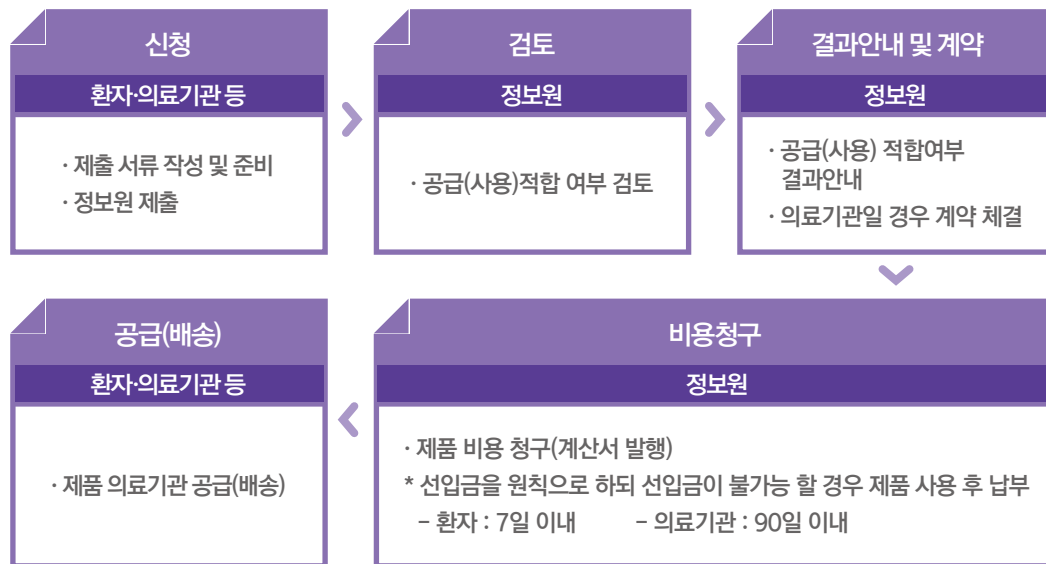 신청
환자·의료기관 등
· 제출 서류 작성 및 준비
· 정보원 제출
검토
정보원
· 공급(사용)적합 여부 검토
결과안내 및 계약
정보원
· 공급(사용) 적합여부
결과안내
· 의료기관일 경우 계약 체결
비용청구
정보원
· 제품 비용 청구(계산서 발행)
* 선입금을 원칙으로 하되 선입금이 불가능 할 경우 제품 사용 후 납부
- 환자 : 7일 이내 - 의료기관 : 90일 이내
공급(배송)
환자·의료기관 등
· 제품 의료기관 공급(배송)